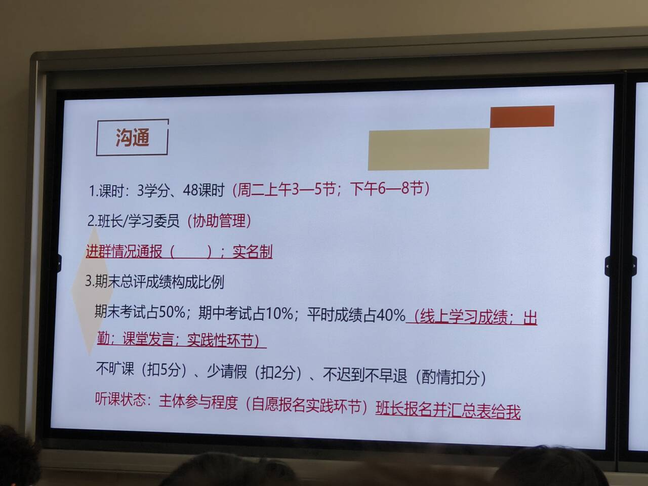 沟通
1.课时：3学分、48课时（周二上午3—5节；下午6—8节）
2.班长/学习委员（协助管理）
进群情况通报（        ）；实名制
3.期末总评成绩构成比例
期末考试占50%；期中考试占10%；平时成绩占40%（线上学习成绩；出
勤；课堂发言；实践性环节）
不旷课（扣5分）、少请假（扣2分）、不迟到不早退（酌情扣分）
听课状态：主体参与程度（自愿报名实践环节）班长报名并汇总表给我